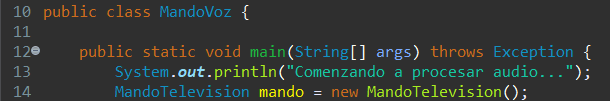 10 public class MandoVoz {
11
12 public static void main(String[] args) throws Exception {
13 System.out.println("Comenzando a procesar audio...");
14 MandoTelevision mando = new MandoTelevision();